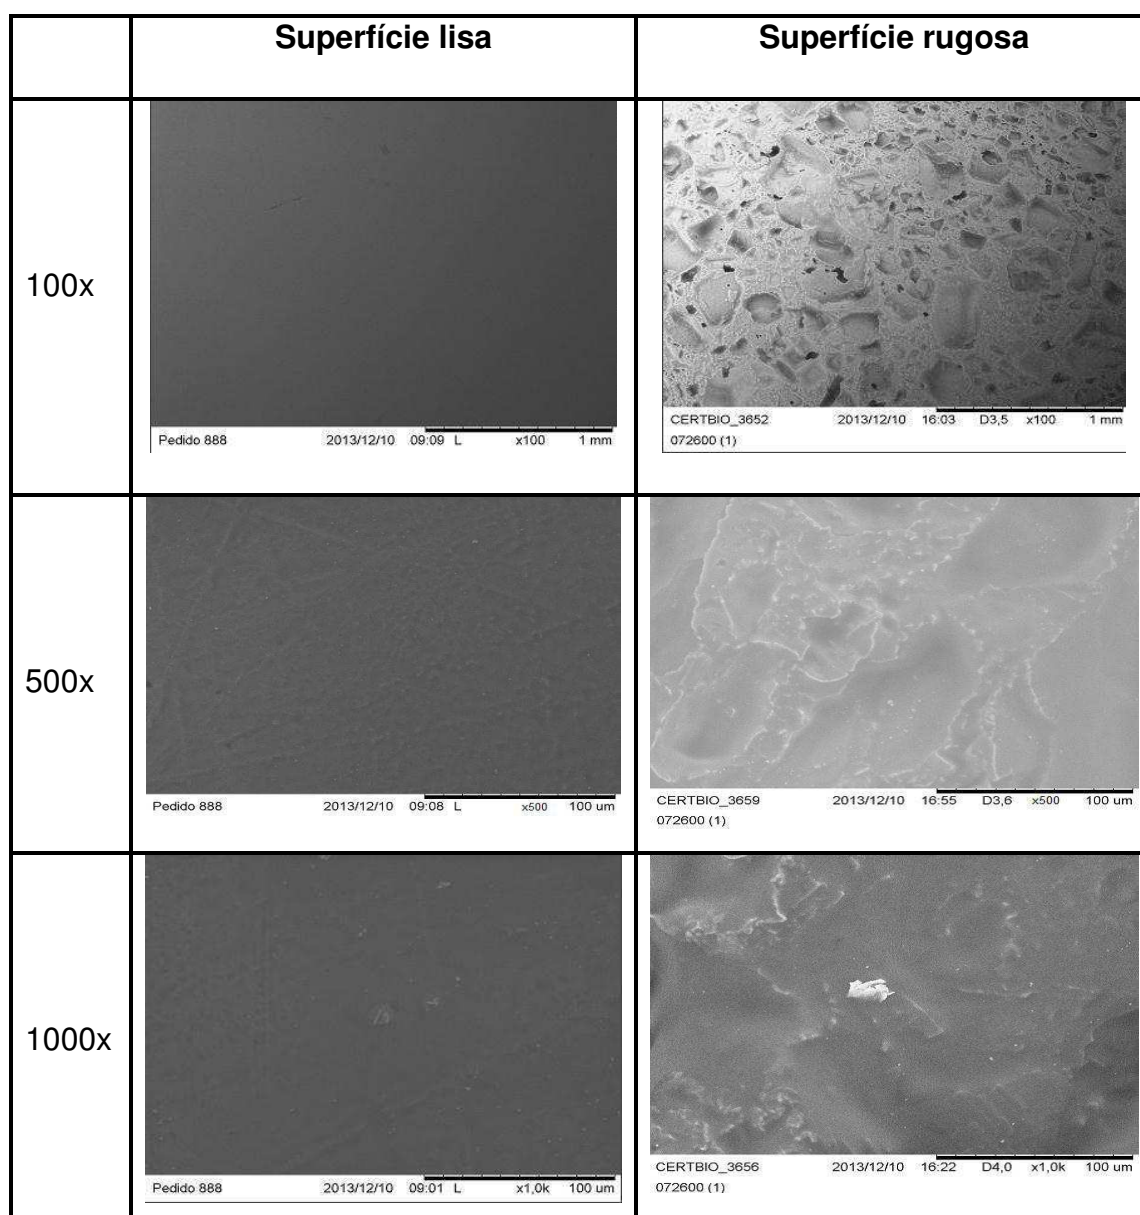 Superfície lisa
Superfície rugosa
100x
Pedido 888 2013/12/10 09:09 L x100 1 mm
CERTBIO_3652 2013/12/10 16:03 D3,5 x100 1 mm
072600 (1)
500x
Pedido 888 2013/12/10 09:08 L x500 100 um
CERTBIO_3659 2013/12/10 16:55 D3,6 x500 100 um
072600 (1)
1000x
Pedido 888 2013/12/10 09:01 L x1,0k 100 um
CERTBIO_3656 2013/12/10 16:22 D4,0 x1,0k 100 um
072600 (1)